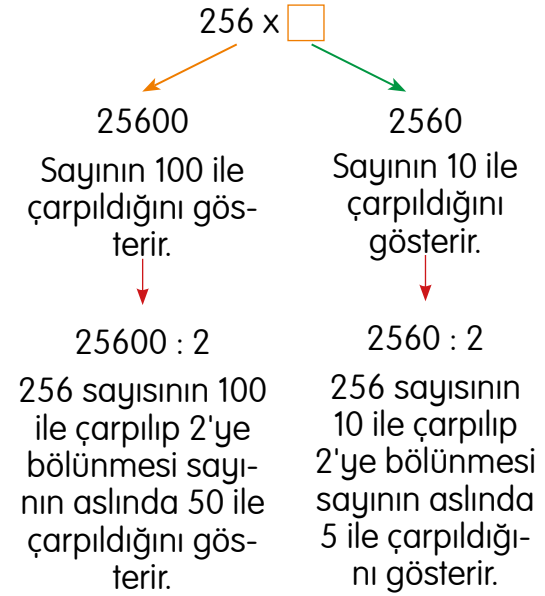 256 x
25600
Sayının 100 ile
çarpıldığını gös-
terir.
25600 : 2
256 sayısının 100
ile çarpılıp 2'ye
bölünmesi sayı-
nın aslında 50 ile
çarpıldığını gös-
terir.
2560
Sayının 10 ile
çarpıldığını
gösterir.
2560 : 2
256 sayısının
10 ile çarpılıp
2'ye bölünmesi
sayının aslında
5 ile çarpıldığı-
nı gösterir.